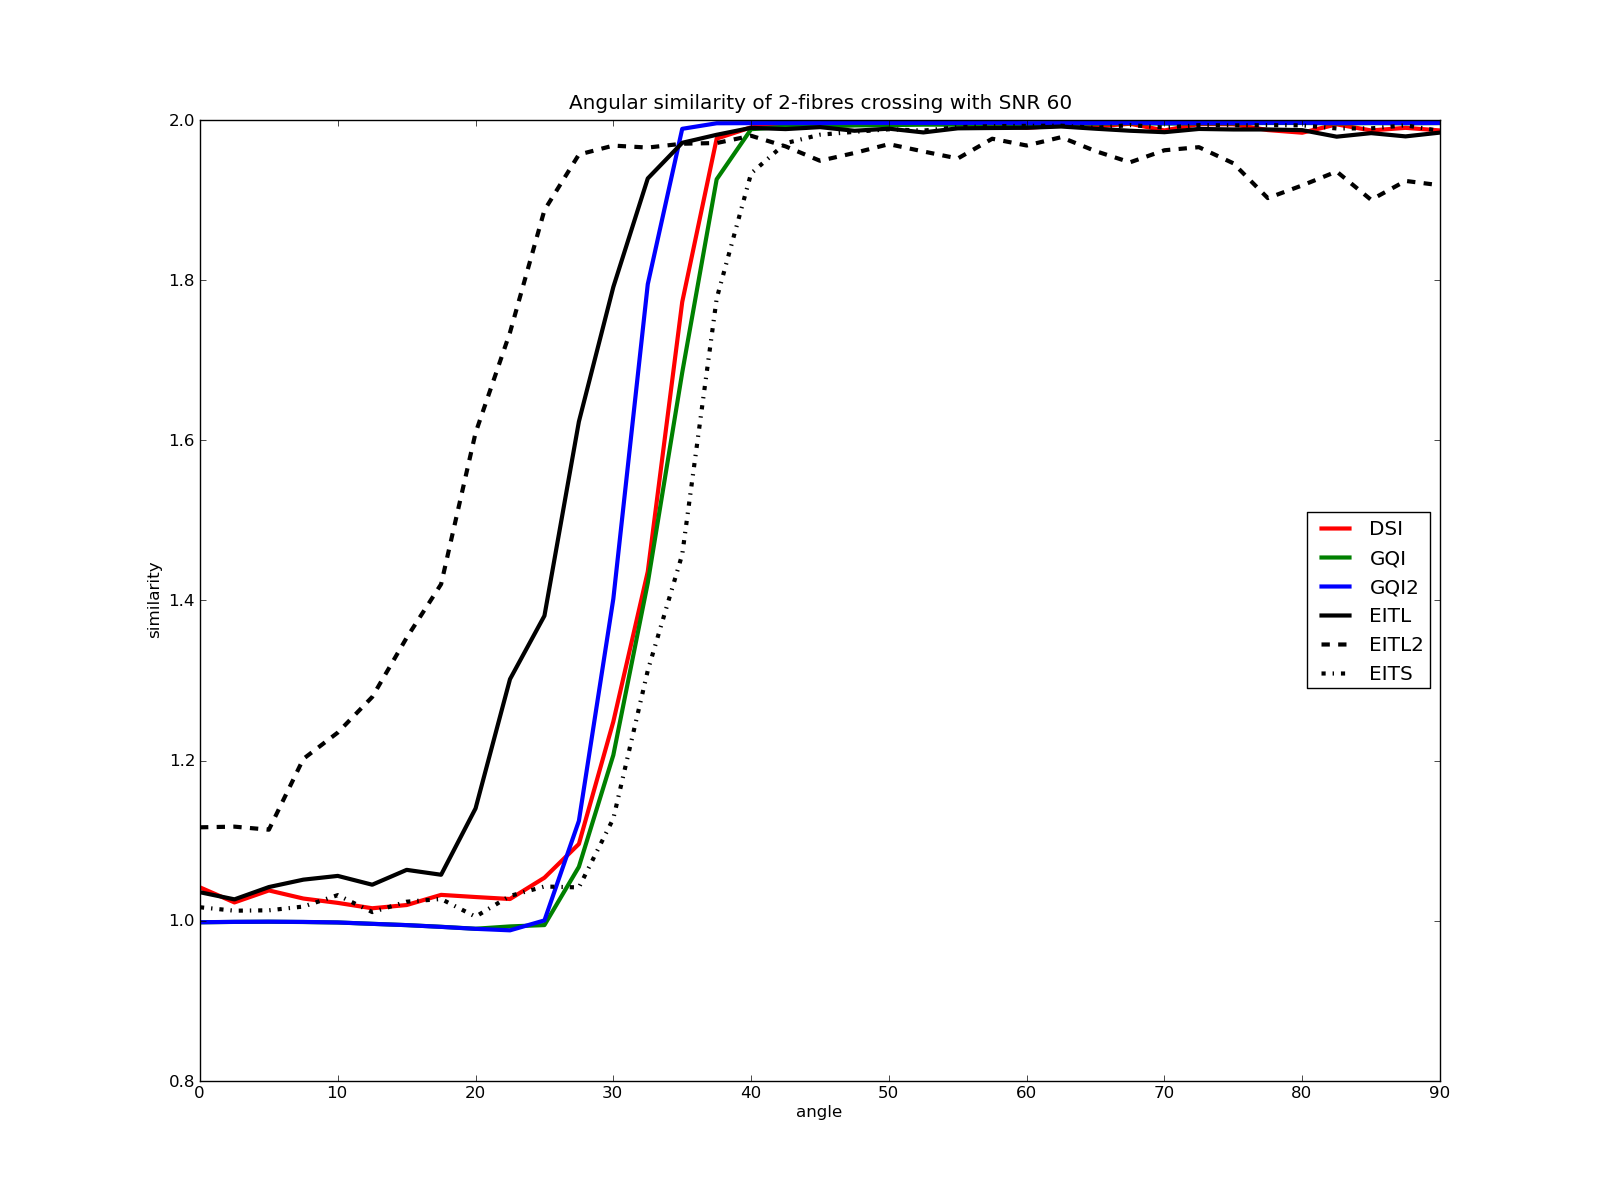 Angular similarity of 2-fibres crossing with SNR 60
2.0
1.8
1.6
1.4
1.2
1.0
0.8
similarity
DSI
GQI
GQI2
EITL
EITL2
EITS
0 10 20 30 40 50 60 70 80 90
angle